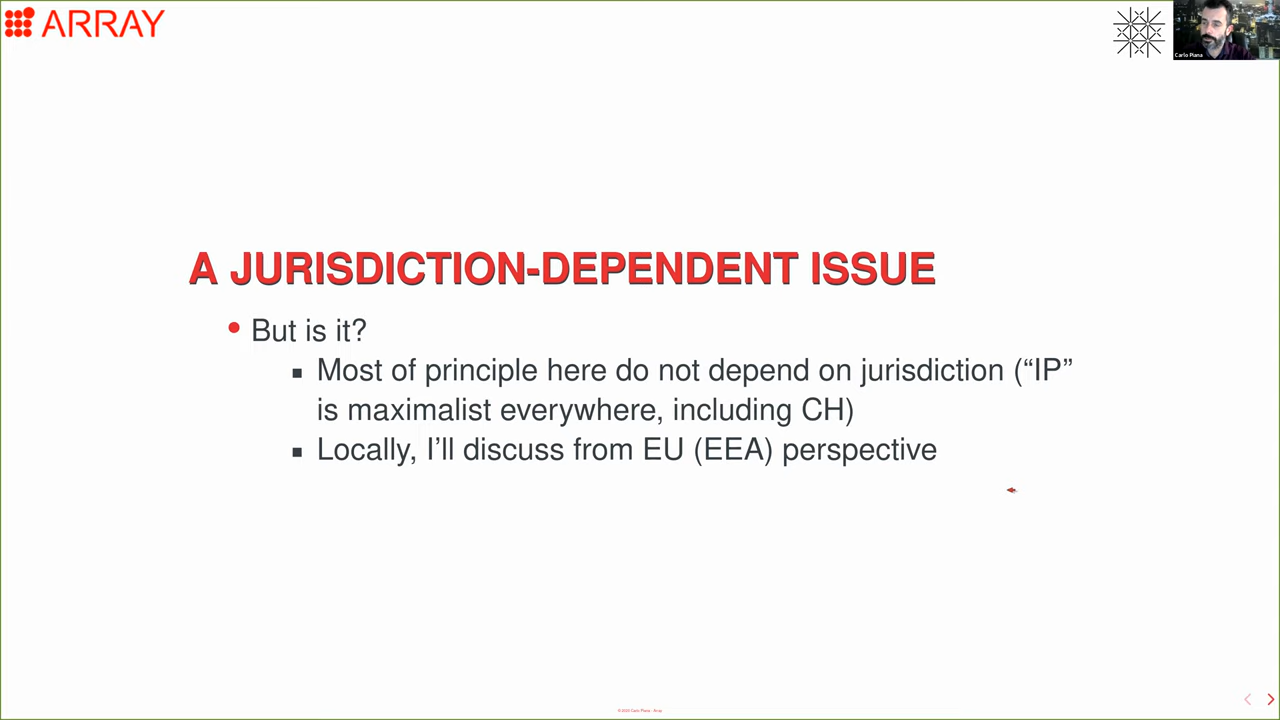 ARRAY
Carlo Piana
A JURISDICTION-DEPENDENT ISSUE
But is it?
Most of principle here do not depend on jurisdiction (“IP”
is maximalist everywhere, including CH)
Locally, I’ll discuss from EU (EEA) perspective